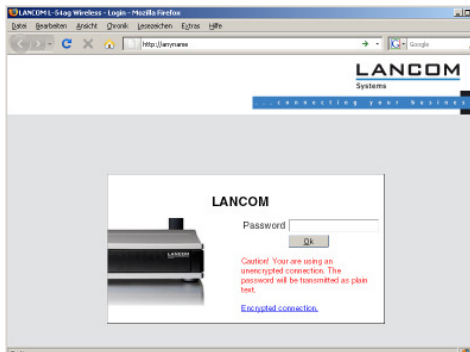 LANCOM L-54ag Wireless - Login - Mozilla Firefox
Datei Bearbeiten Ansicht Chronik Lesezeichen Extras Hilfe
http://anyname
Google
LANCOM
Systems
...connecting your busines
LANCOM
LANCOM
Password
Ok
Caution! Your are using an
unencrypted connection. The
password will be transmitted as plain
text.
Encrypted connection.